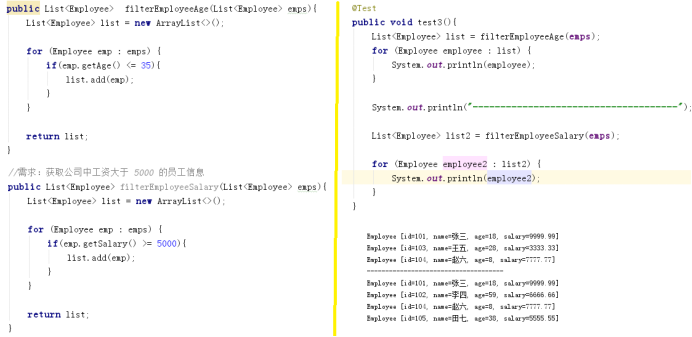 public List<Employee> filterEmployeeAge(List<Employee> emps){
List<Employee> list = new ArrayList<>();
for (Employee emp : emps) {
if(emp.getAge() <= 35){
list.add(emp);
}
}
return list;
}
//需求：获取公司中工资大于 5000 的员工信息
public List<Employee> filterEmployeeSalary(List<Employee> emps){
List<Employee> list = new ArrayList<>();
for (Employee emp : emps) {
if(emp.getSalary() >= 5000){
list.add(emp);
}
}
return list;
}
@Test
public void test3(){
List<Employee> list = filterEmployeeAge(emps);
for (Employee employee : list) {
System.out.println(employee);
}
System.out.println("-------------------------------------");
List<Employee> list2 = filterEmployeeSalary(emps);
for (Employee employee2 : list2) {
System.out.println(employee2);
}
}
Employee [id=101, name=张三, age=18, salary=9999.99]
Employee [id=103, name=王五, age=28, salary=3333.33]
Employee [id=104, name=赵六, age=8, salary=7777.77]
-------------------------------------
Employee [id=101, name=张三, age=18, salary=9999.99]
Employee [id=102, name=李四, age=59, salary=6666.66]
Employee [id=104, name=赵六, age=8, salary=7777.77]
Employee [id=105, name=田七, age=38, salary=5555.55]